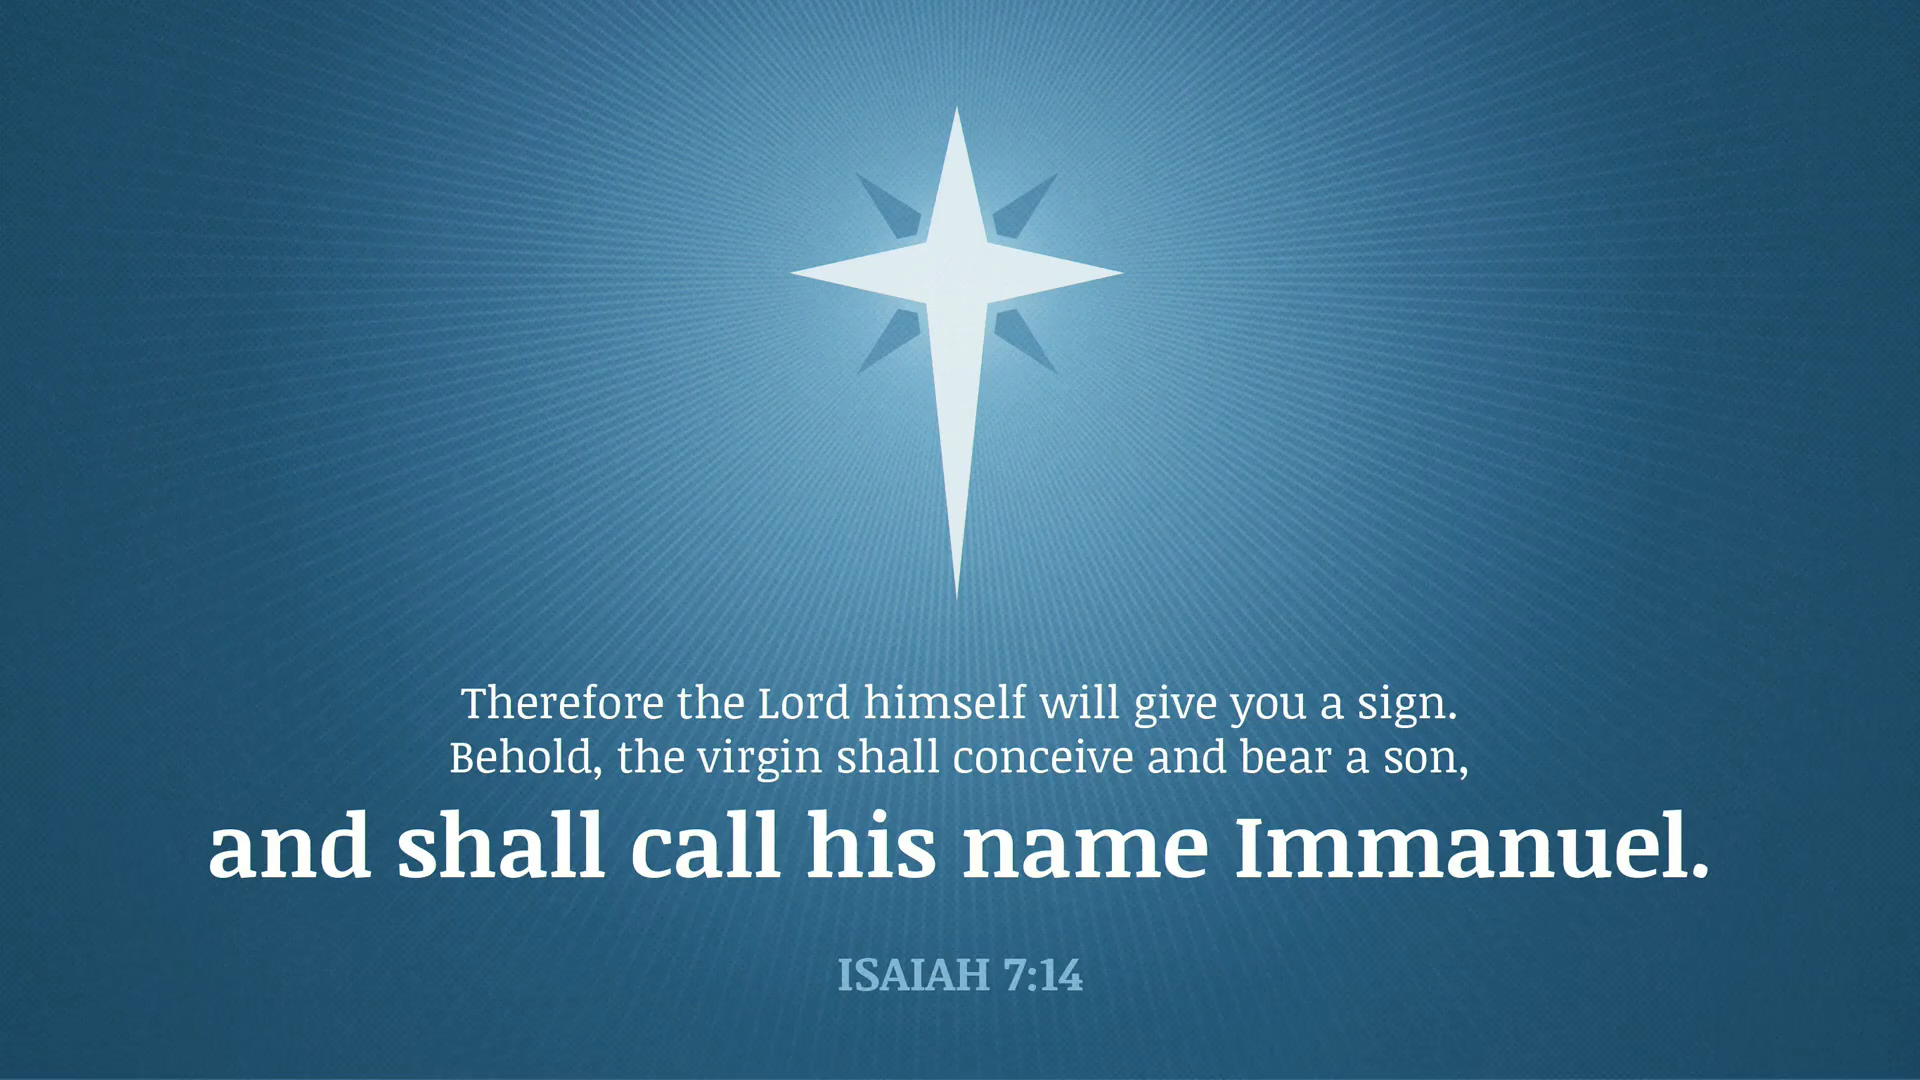 Therefore the Lord himself will give you a sign.
Behold, the virgin shall conceive and bear a son,
and shall call his name Immanuel.
ISAIAH 7:14